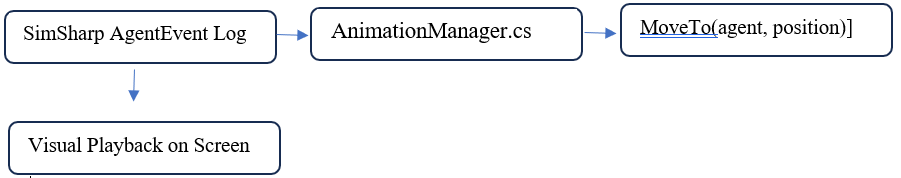 SimSharp AgentEvent Log
AnimationManager.cs
MoveTo(agent, position)]
Visual Playback on Screen